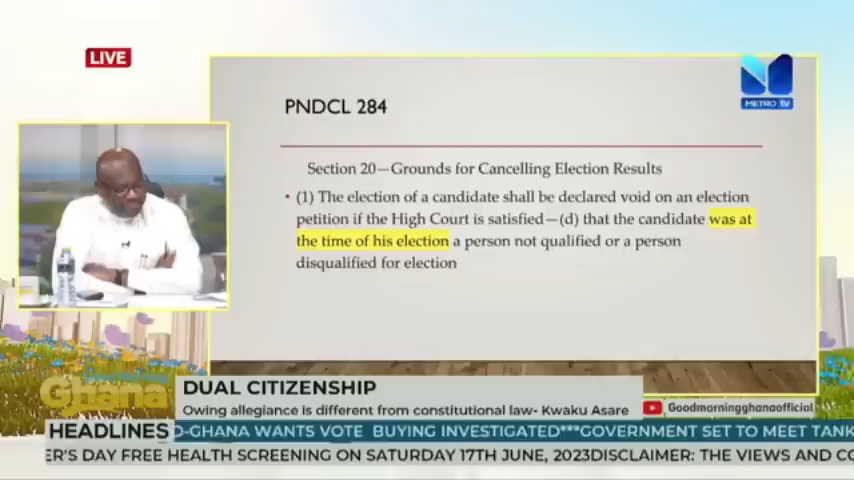 LIVE
METRO TV
PNDCL 284
Section 20—Grounds for Cancelling Election Results
• (1) The election of a candidate shall be declared void on an election
petition if the High Court is satisfied—(d) that the candidate was at
the time of his election a person not qualified or a person
disqualified for election
Ghana
DUAL CITIZENSHIP
Owing allegiance is different from constitutional law- Kwaku Asare
Goodmorningghanaofficial
HEADLINES
D-GHANA WANTS VOTE BUYING INVESTIGATED***GOVERNMENT SET TO MEET TANK
ER'S DAY FREE HEALTH SCREENING ON SATURDAY 17TH JUNE, 2023DISCLAIMER: THE VIEWS AND CO